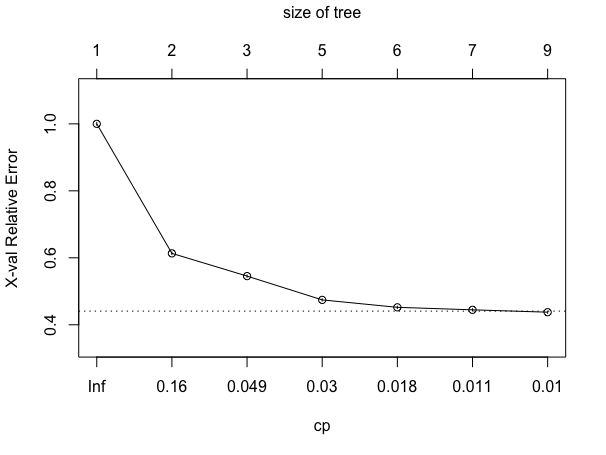 size of tree
1 2 3 5 6 7 9
X-val Relative Error
1.0
0.8
0.6
0.4
Inf 0.16 0.049 0.03 0.018 0.011 0.01
cp